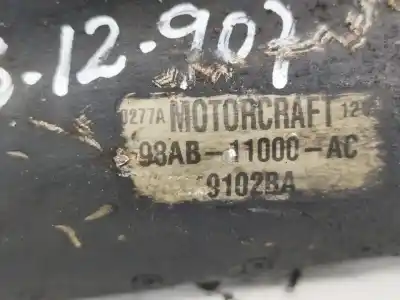 .12.907
0277A MOTORCRAFT 12
98AB-11000-AC
9102BA